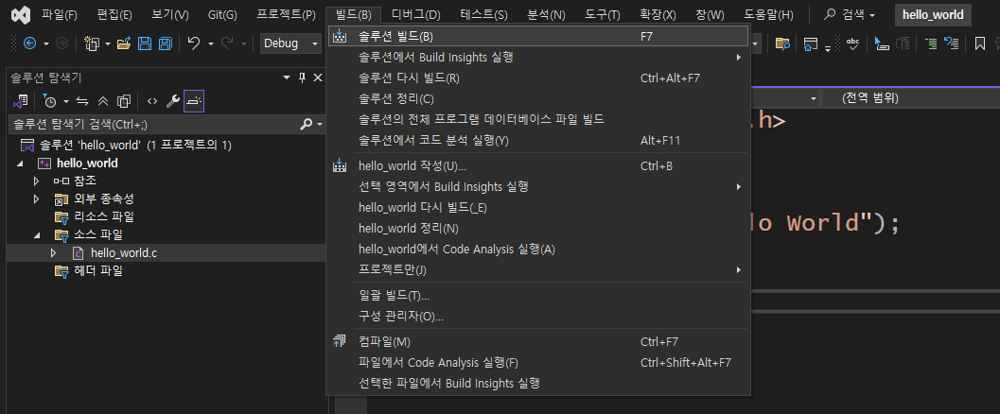 파일(F) 편집(E) 보기(V) Git(G) 프로젝트(P) 빌드(B) 디버그(D) 테스트(S) 분석(N) 도구(T) 확장(X) 창(W) 도움말(H) 검색 hello_world
Debug
솔루션 탐색기
솔루션 탐색기 검색(Ctrl+;)
솔루션 'hello_world' (1 프로젝트의 1)
hello_world
참조
외부 종속성
리소스 파일
소스 파일
hello_world.c
헤더 파일
솔루션 빌드(B) F7
솔루션에서 Build Insights 실행
솔루션 다시 빌드(R) Ctrl+Alt+F7
솔루션 정리(C)
솔루션의 전체 프로그램 데이터베이스 파일 빌드
솔루션에서 코드 분석 실행(Y) Alt+F11
hello_world 작성(U)... Ctrl+B
선택 영역에서 Build Insights 실행
hello_world 다시 빌드(_E)
hello_world 정리(N)
hello_world에서 Code Analysis 실행(A)
프로젝트만(J)
일괄 빌드(T)...
구성 관리자(O)...
컴파일(M) Ctrl+F7
파일에서 Code Analysis 실행(F) Ctrl+Shift+Alt+F7
선택한 파일에서 Build Insights 실행
abc
(전역 범위)
.h>
lo World");